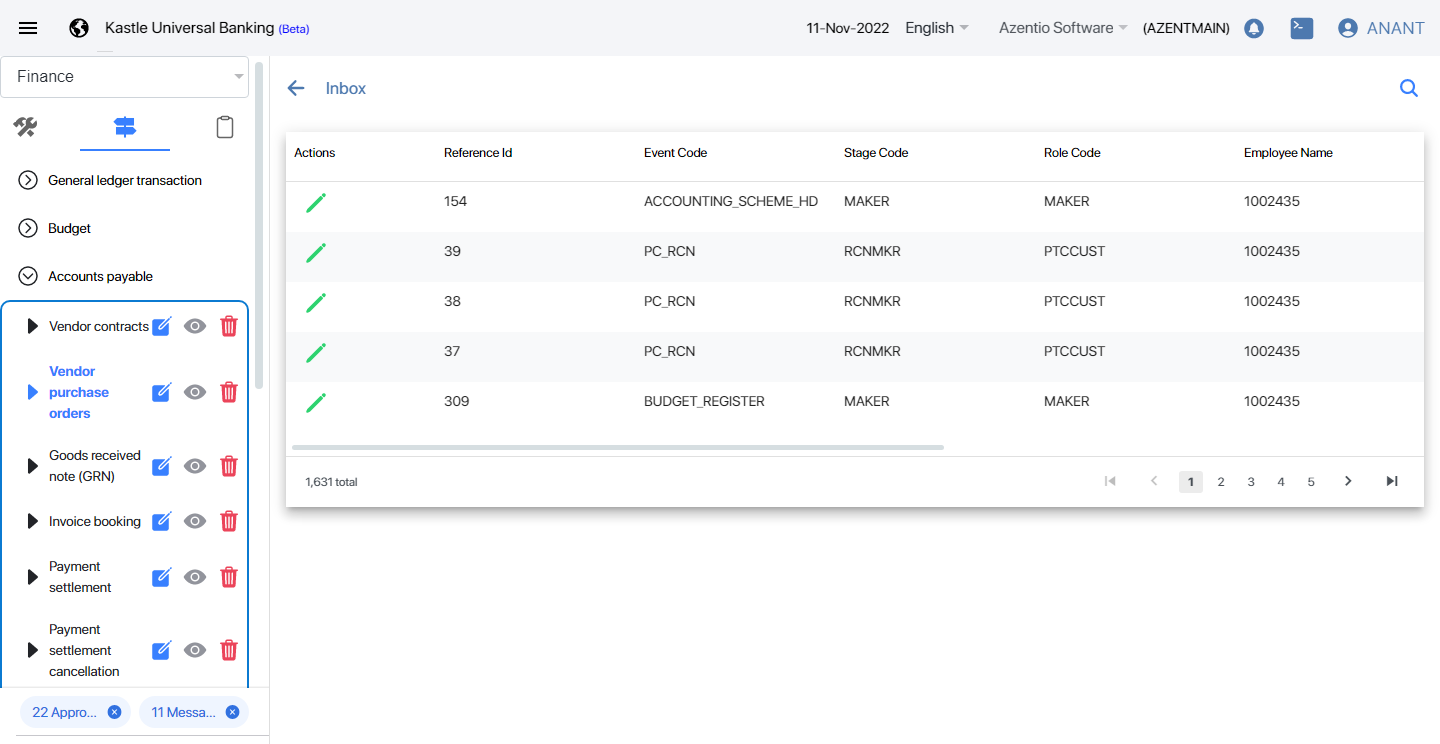 Kastle Universal Banking (Beta)
11-Nov-2022 English Azentio Software (AZENTMAIN) ANANT
Finance
General ledger transaction
Budget
Accounts payable
Vendor contracts
Vendor
purchase
orders
Goods received
note (GRN)
Invoice booking
Payment
settlement
Payment
settlement
cancellation
22 Appro... 11 Messa...
Inbox
Actions Reference Id Event Code Stage Code Role Code Employee Name
154 ACCOUNTING_SCHEME_HD MAKER MAKER 1002435
39 PC_RCN RCNMKR PTCCUST 1002435
38 PC_RCN RCNMKR PTCCUST 1002435
37 PC_RCN RCNMKR PTCCUST 1002435
309 BUDGET_REGISTER MAKER MAKER 1002435
1,631 total 1 2 3 4 5